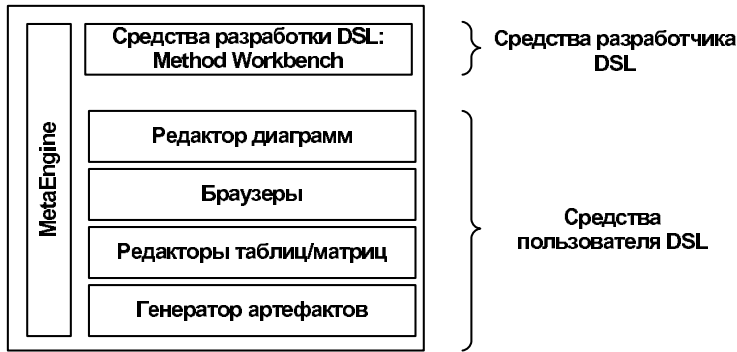 Средства разработки DSL:
Method Workbench
Средства разработчика
DSL
MetaEngine
Редактор диаграмм
Браузеры
Редакторы таблиц/матриц
Генератор артефактов
Средства
пользователя DSL